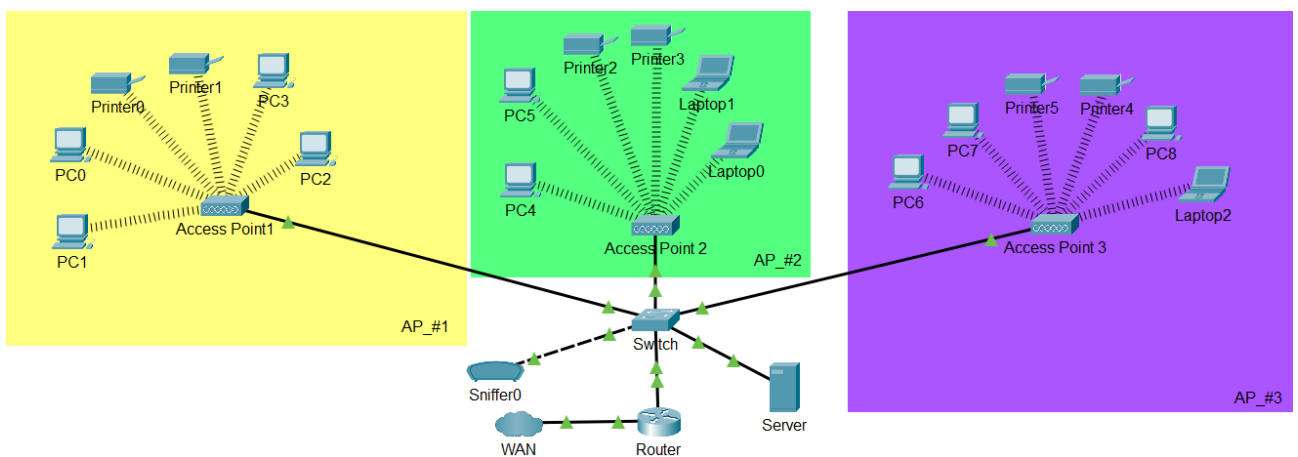 Printer0
Printer1
PC3
PC0
PC2
PC1
Access Point1
AP_#1
Printer2
Printer3
PC5
Laptop1
PC4
Laptop0
Access Point 2
AP_#2
Printer5
Printer4
PC7
PC8
PC6
Laptop2
Access Point 3
AP_#3
Switch
Sniffer0
Server
WAN
Router